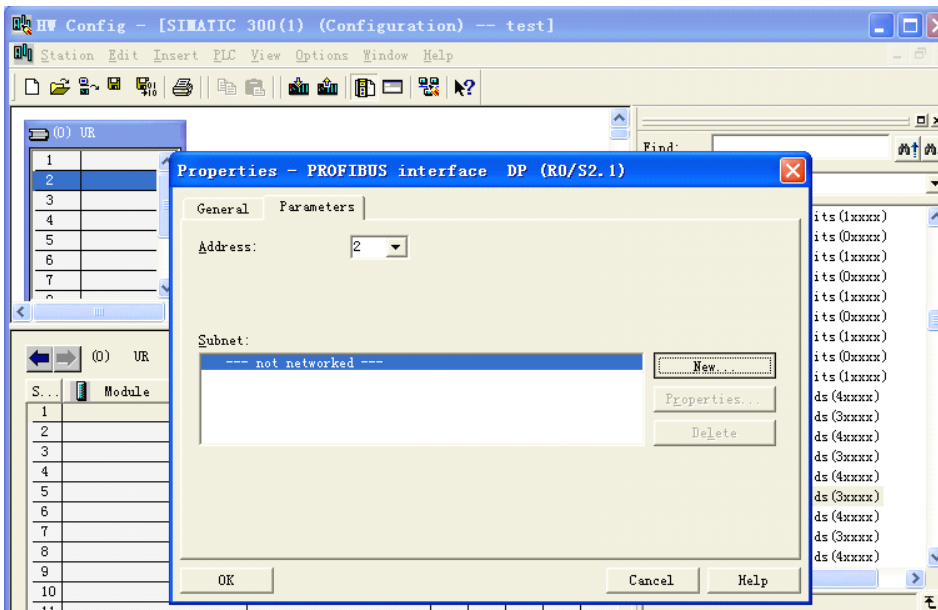 HW Config - [SIMATIC 300(1) (Configuration) -- test]
Station Edit Insert PLC View Options Window Help
(0) UR
1
2
3
4
5
6
7
Find:
Properties - PROFIBUS interface DP (R0/S2.1)
General Parameters
Address: 2
Subnet:
--- not networked ---
New...
Properties...
Delete
OK Cancel Help
its(1xxxx)
its(0xxxx)
its(1xxxx)
its(0xxxx)
its(1xxxx)
its(0xxxx)
its(1xxxx)
its(0xxxx)
its(1xxxx)
ds(4xxxx)
ds(3xxxx)
ds(4xxxx)
ds(3xxxx)
ds(4xxxx)
ds(3xxxx)
ds(4xxxx)
ds(3xxxx)
ds(4xxxx)
(0) UR
S... Module
1
2
3
4
5
6
7
8
9
10
11